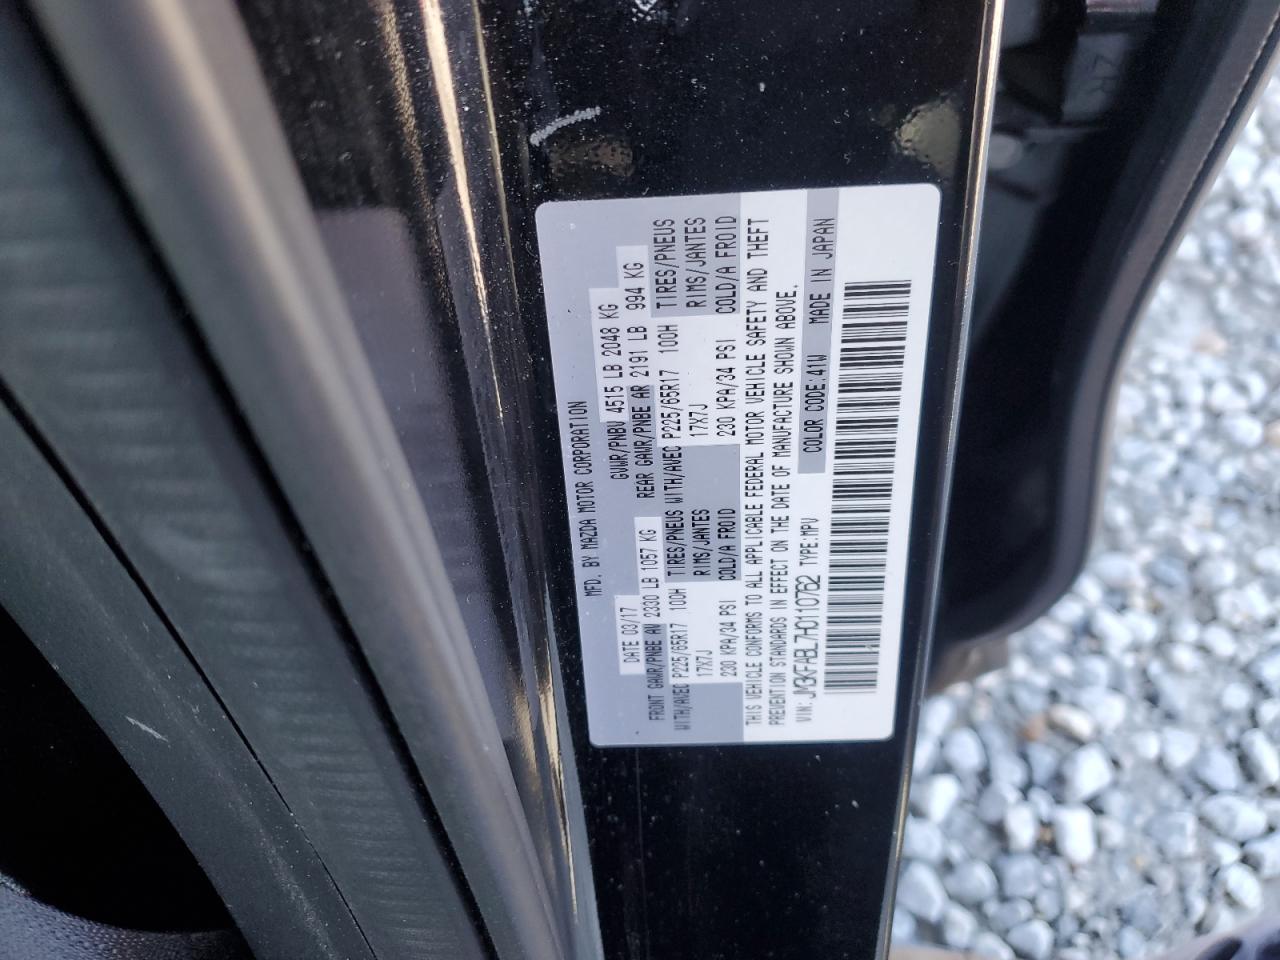 MFD. BY MAZDA MOTOR CORPORATION
DATE 03/17 GVWR/PNBV 4515 LB 2048 KG
FRONT GAWR/PNBE AV 2330 LB 1057 KG REAR GAWR/PNBE AR 2191 LB 994 KG
WITH/AVEC P225/65R17 100H TIRES/PNEUS WITH/AVEC P225/65R17 100H TIRES/PNEUS
17X7J RIMS/JANTES 17X7J RIMS/JANTES
230 KPA/34 PSI COLD/A FROID 230 KPA/34 PSI COLD/A FROID
THIS VEHICLE CONFORMS TO ALL APPLICABLE FEDERAL MOTOR VEHICLE SAFETY AND THEFT
PREVENTION STANDARDS IN EFFECT ON THE DATE OF MANUFACTURE SHOWN ABOVE.
VIN: JM3KFABL7H0110762 TYPE:MPV COLOR CODE:41W MADE IN JAPAN